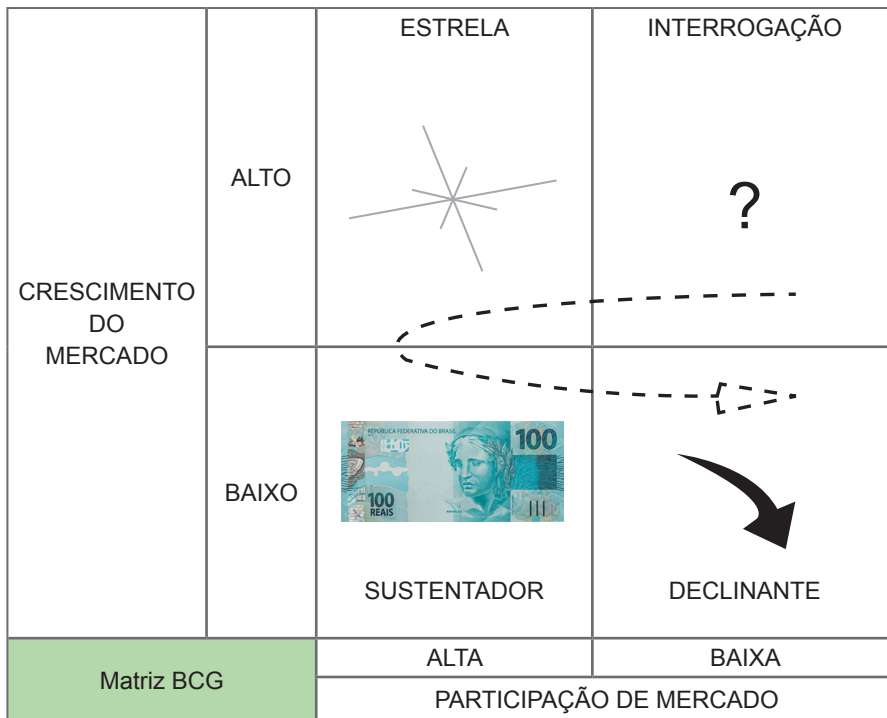 ESTRELA
INTERROGAÇÃO
ALTO
?
CRESCIMENTO
DO
MERCADO
REPÚBLICA FEDERATIVA DO BRASIL
100
100
REAIS
BAIXO
SUSTENTADOR
DECLINANTE
Matriz BCG
ALTA
BAIXA
PARTICIPAÇÃO DE MERCADO